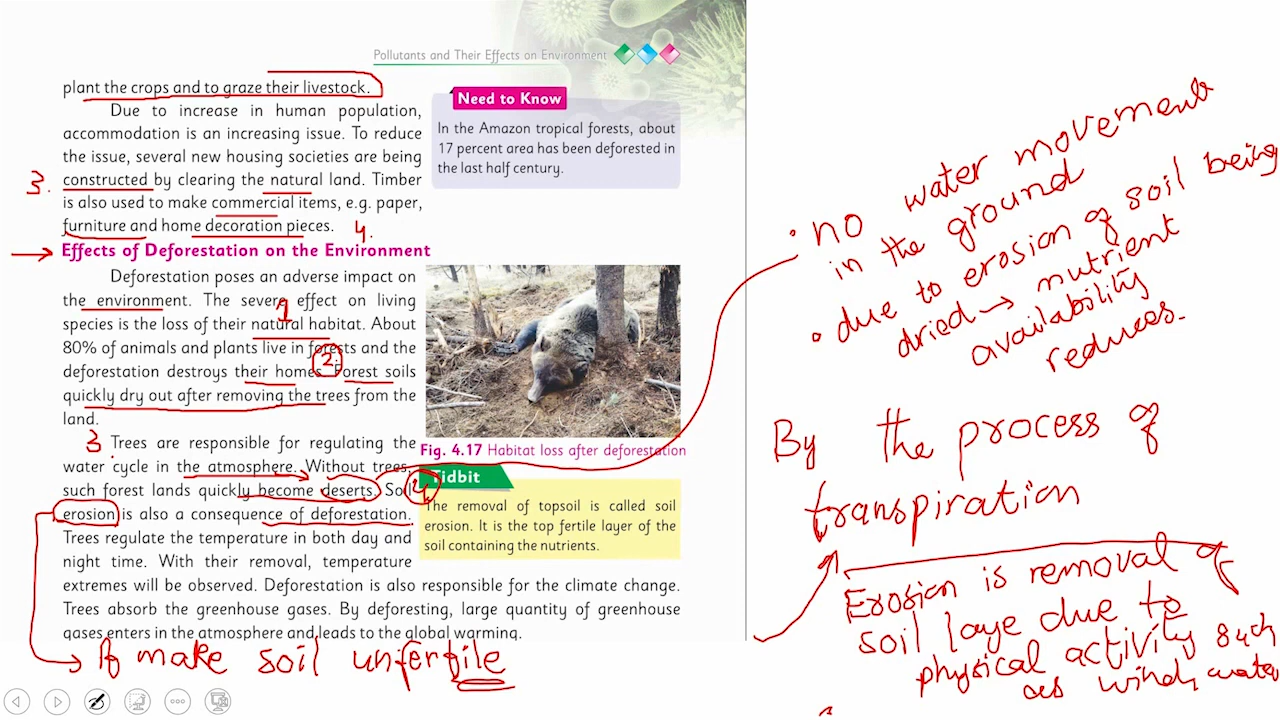 Pollutants and Their Effects on Environment
plant the crops and to graze their livestock.
Due to increase in human population,
accommodation is an increasing issue. To reduce
the issue, several new housing societies are being
3. constructed by clearing the natural land. Timber
is also used to make commercial items, e.g. paper,
furniture and home decoration pieces.
4.
Effects of Deforestation on the Environment
Deforestation poses an adverse impact on
the environment. The severe effect on living
1
species is the loss of their natural habitat. About
80% of animals and plants live in forests and the
2.
deforestation destroys their homes. Forest soils
quickly dry out after removing the trees from the
land.
3. Trees are responsible for regulating the
water cycle in the atmosphere. Without trees,
such forest lands quickly become deserts. Soil
4
erosion is also a consequence of deforestation.
Trees regulate the temperature in both day and
night time. With their removal, temperature
extremes will be observed. Deforestation is also responsible for the climate change.
Trees absorb the greenhouse gases. By deforesting, large quantity of greenhouse
gases enters in the atmosphere and leads to the global warming.
It make soil unfertile
Need to Know
In the Amazon tropical forests, about
17 percent area has been deforested in
the last half century.
Fig. 4.17 Habitat loss after deforestation
Tidbit
The removal of topsoil is called soil
erosion. It is the top fertile layer of the
soil containing the nutrients.
• no water movement
in the ground
• due to erosion of soil being
dried → nutrient
availability
reduces.
By the process of
transpiration
Erosion is removal of
soil laye due to
physical activity such
as wind, water